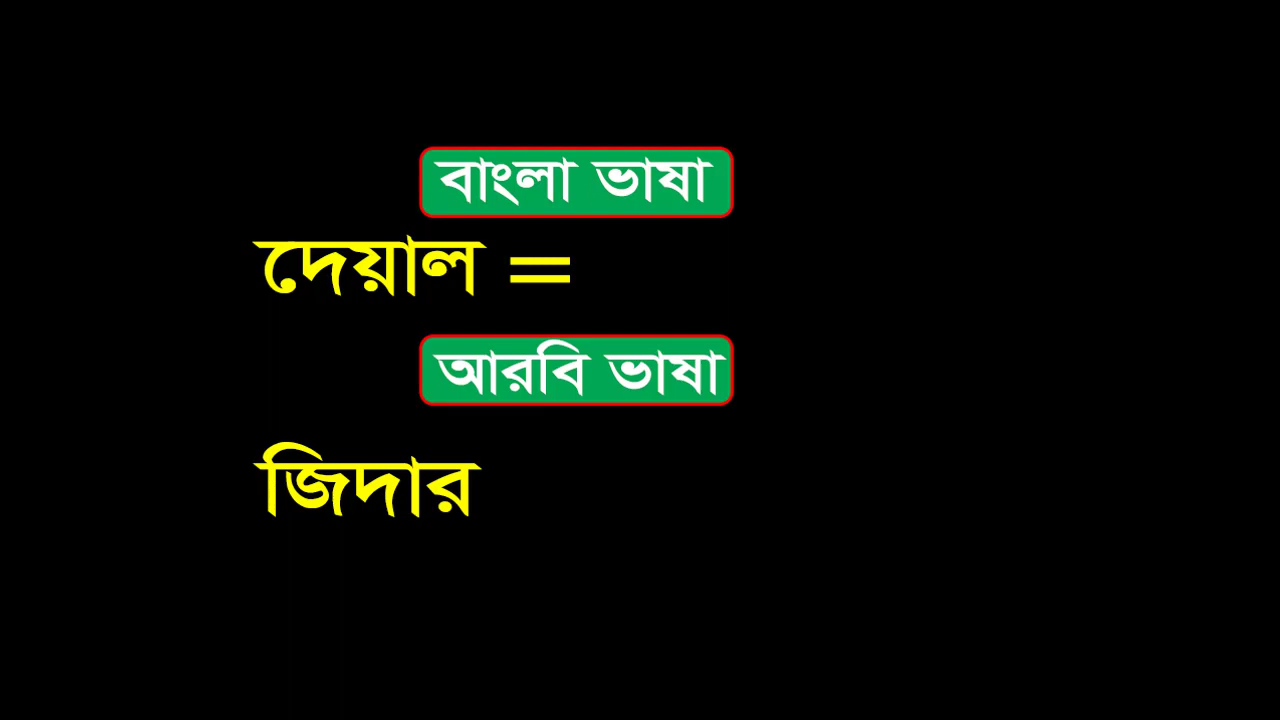 বাংলা ভাষা
দেয়াল =
আরবি ভাষা
জিদার